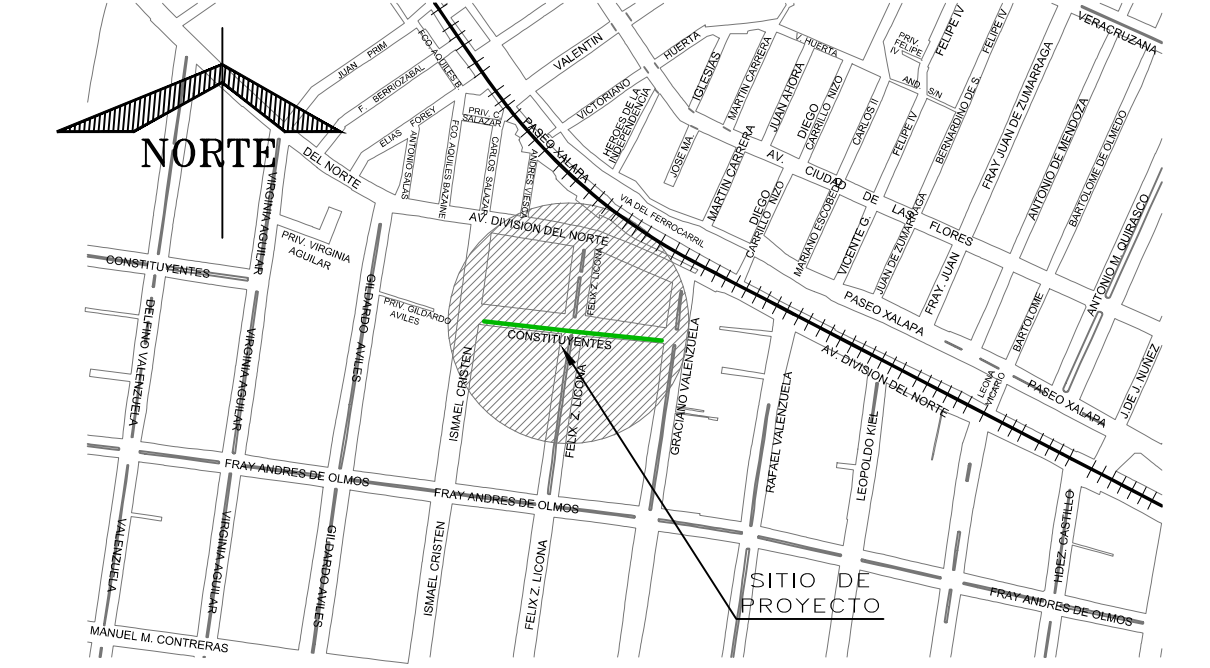 NORTE
JUAN PRIM
FCO. AQUILES B.
F. BERRIOZABAL
ELIAS FOREY
ANTONIO SALAS
FCO. AQUILES BAZAINE
PRIV.
SALAZAR
CARLOS SALAZAR
ANDRES VIESCA
DEL NORTE
VALENTIN
VICTORIANO
HUERTA
HEROES DE LA
INDEPENDENCIA
IGLESIAS
JOSE MA.
MARTIN CARRERA
MARTIN CARRERA
V. HUERTA
JUAN AHORA
DIEGO
CARRILLO NIZO
DIEGO
CARRILLO NIZO
CARLOS II
PRIV.
FELIPE
IV
FELIPE IV
FELIPE IV
FELIPE IV
AND S/N
BERNARDINO DE S.
VERACRUZANA
FRAY JUAN DE ZUMARRAGA
ANTONIO DE MENDOZA
BARTOLOME DE OLMEDO
ANTONIO M. QUIRASCO
AV. CIUDAD DE LAS FLORES
MARIANO ESCOBEDO
VICENTE G.
JUAN DE ZUMARRAGA
FRAY. JUAN
BARTOLOME
PASEO XALAPA
VIA DEL FERROCARRIL
PASEO XALAPA
PASEO XALAPA
LEONA
VICARIO
J.DE J. NUÑEZ
AV. DIVISION DEL NORTE
AV. DIVISION DEL NORTE
VIRGINIA AGUILAR
PRIV. VIRGINIA
AGUILAR
CONSTITUYENTES
DELFINO VALENZUELA
VIRGINIA AGUILAR
GILDARDO AVILES
PRIV. GILDARDO
AVILES
ISMAEL CRISTEN
FELIX Z. LICONA
CONSTITUYENTES
FELIX Z. LICONA
GRACIANO VALENZUELA
RAFAEL VALENZUELA
LEOPOLDO KIEL
HDEZ. CASTILLO
FRAY ANDRES DE OLMOS
FRAY ANDRES DE OLMOS
FRAY ANDRES DE OLMOS
VALENZUELA
VIRGINIA AGUILAR
GILDARDO AVILES
ISMAEL CRISTEN
FELIX Z. LICONA
MANUEL M. CONTRERAS
SITIO DE
PROYECTO